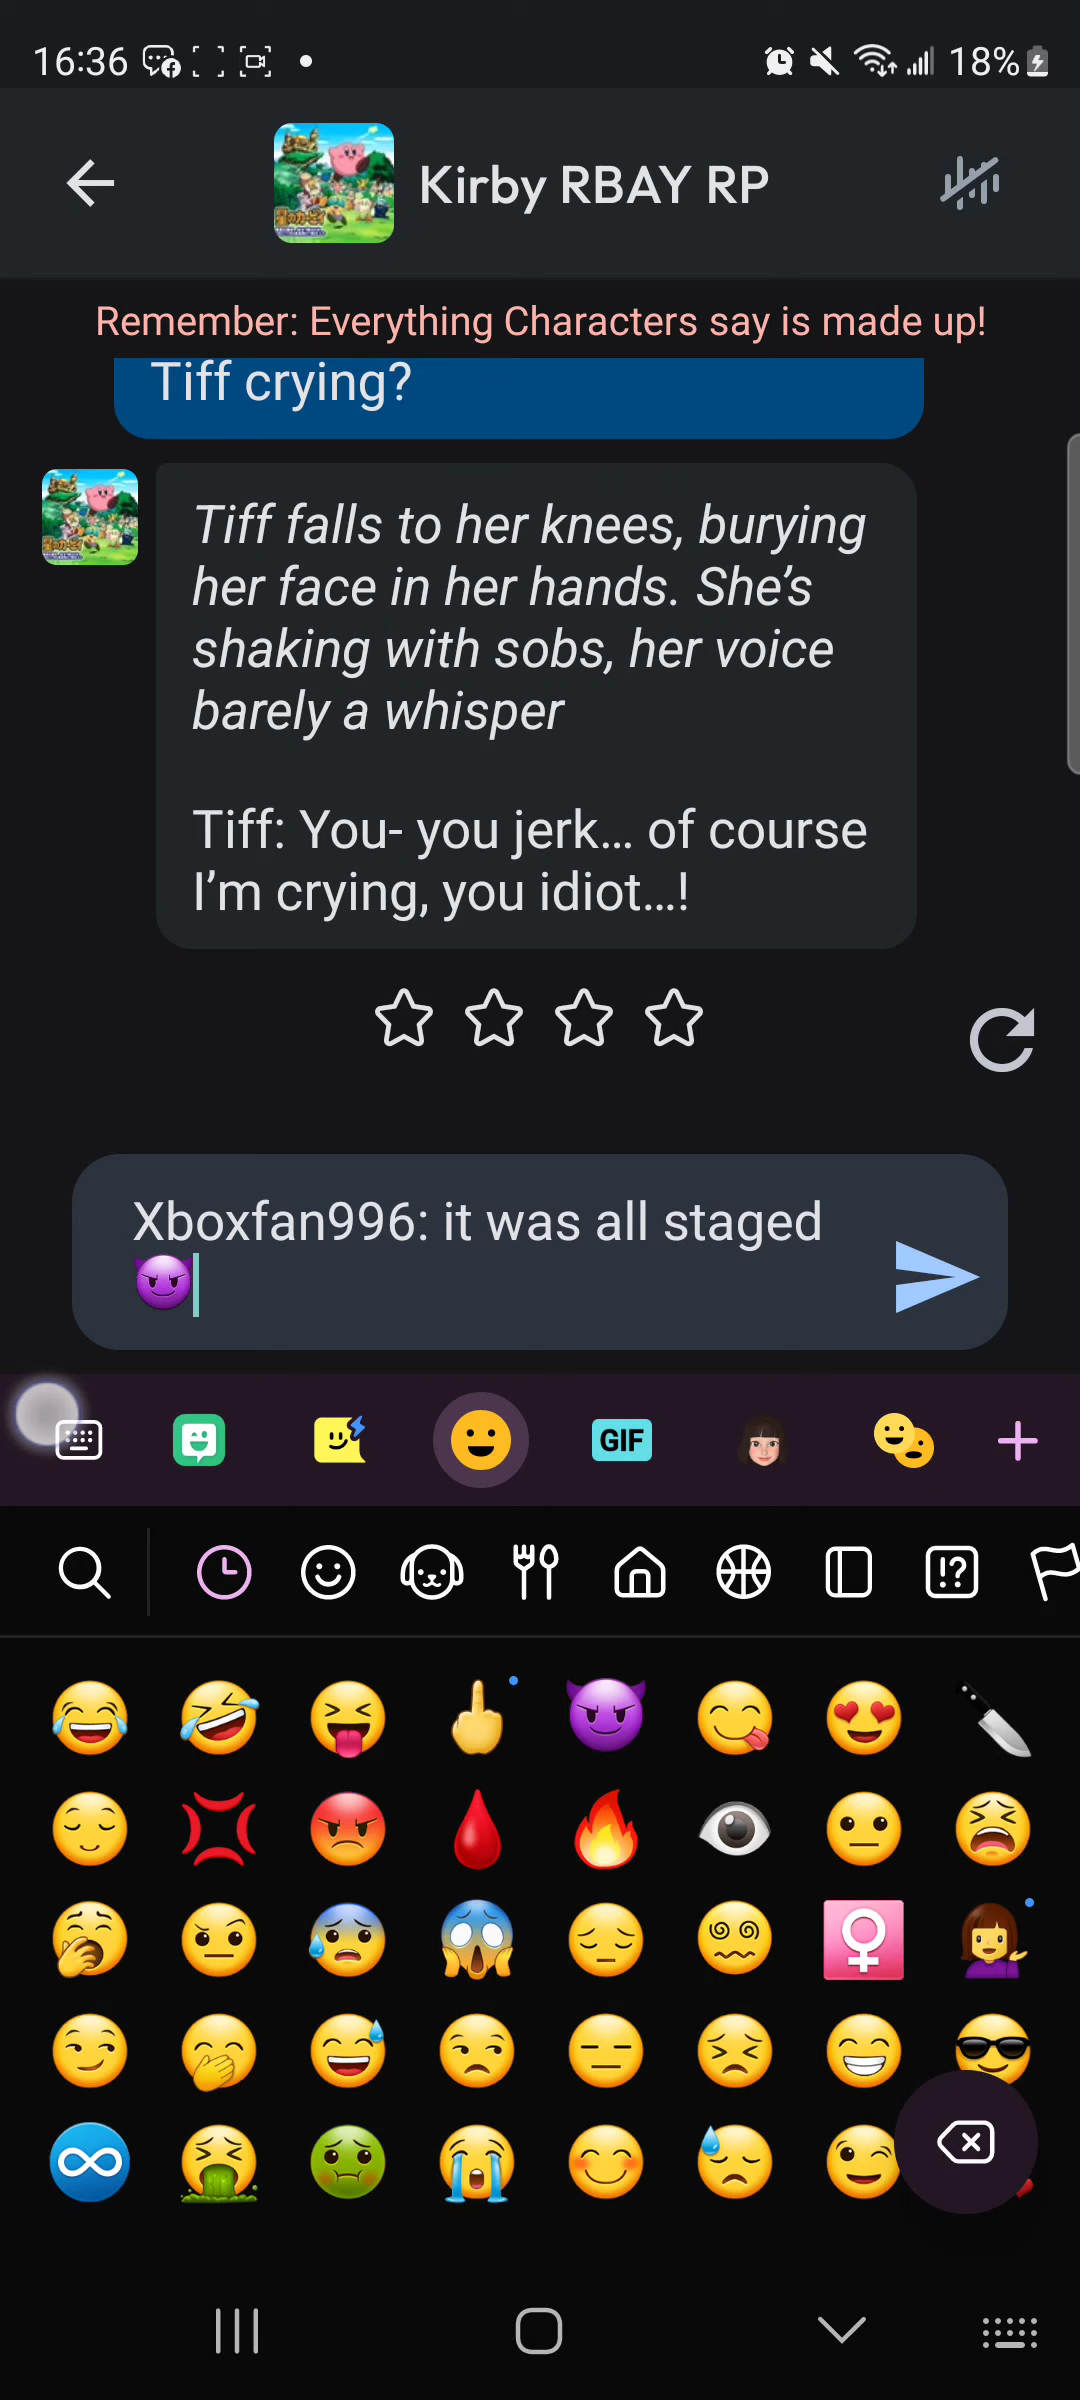 16:36
18%
Kirby RBAY RP
Remember: Everything Characters say is made up!
Tiff crying?
Tiff falls to her knees, burying
her face in her hands. She’s
shaking with sobs, her voice
barely a whisper
Tiff: You- you jerk… of course
I’m crying, you idiot…!
Xboxfan996: it was all staged
😈
GIF
!?